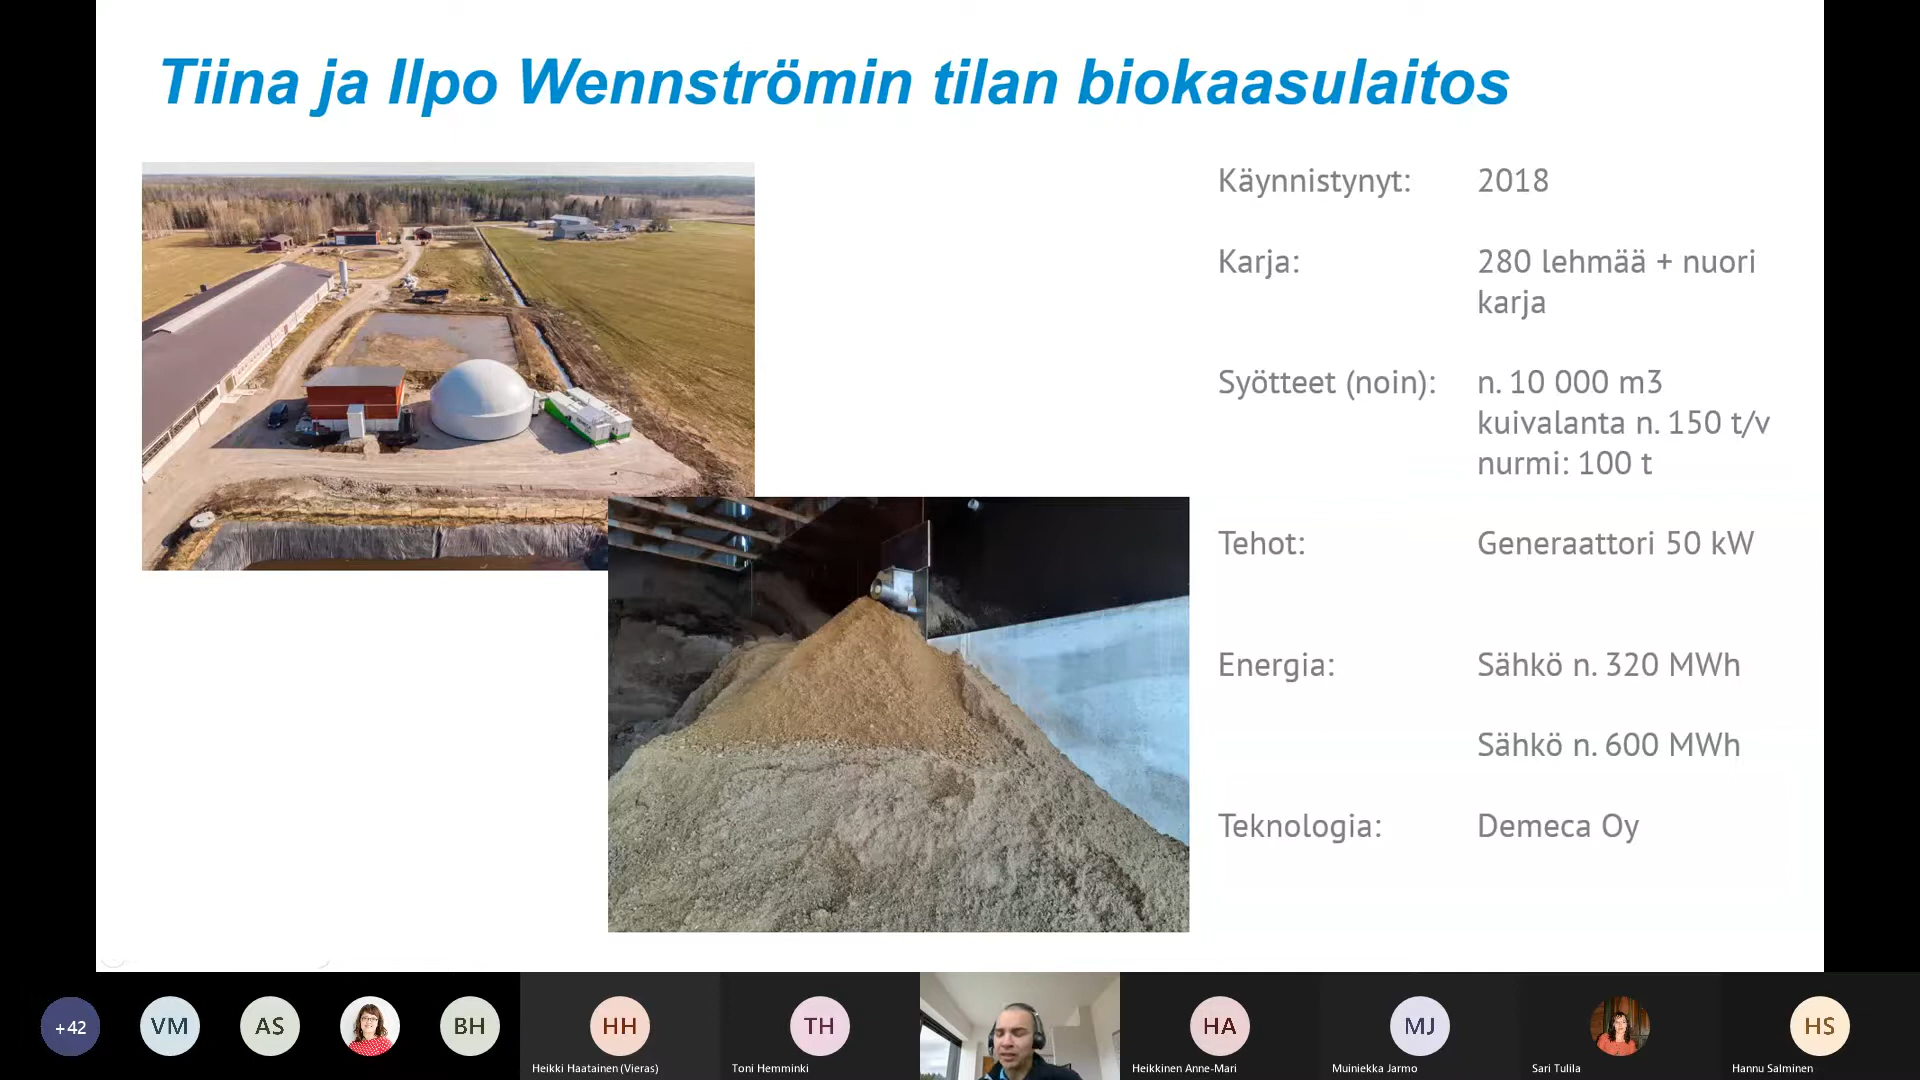 Tiina ja Ilpo Wennströmin tilan biokaasulaitos
Käynnistynyt: 2018
Karja: 280 lehmää + nuori
karja
Syötteet (noin): n. 10 000 m3
kuivalanta n. 150 t/v
nurmi: 100 t
Tehot: Generaattori 50 kW
Energia: Sähkö n. 320 MWh
Sähkö n. 600 MWh
Teknologia: Demeca Oy
+42
VM
AS
BH
HH
Heikki Haatainen (Vieras)
TH
Toni Hemminki
HA
Heikkinen Anne-Mari
MJ
Muiniekka Jarmo
Sari Tulila
HS
Hannu Salminen